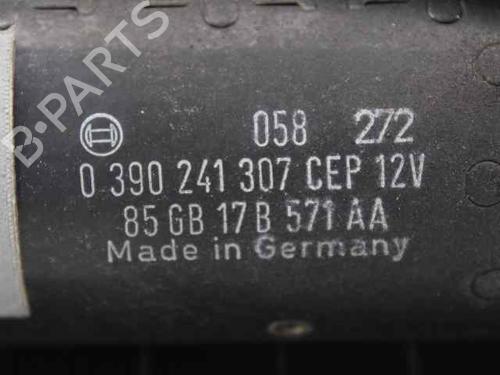 B-PARTS
058 272
0 390 241 307 CEP 12V
85 GB 17 B 571 AA
Made in Germany